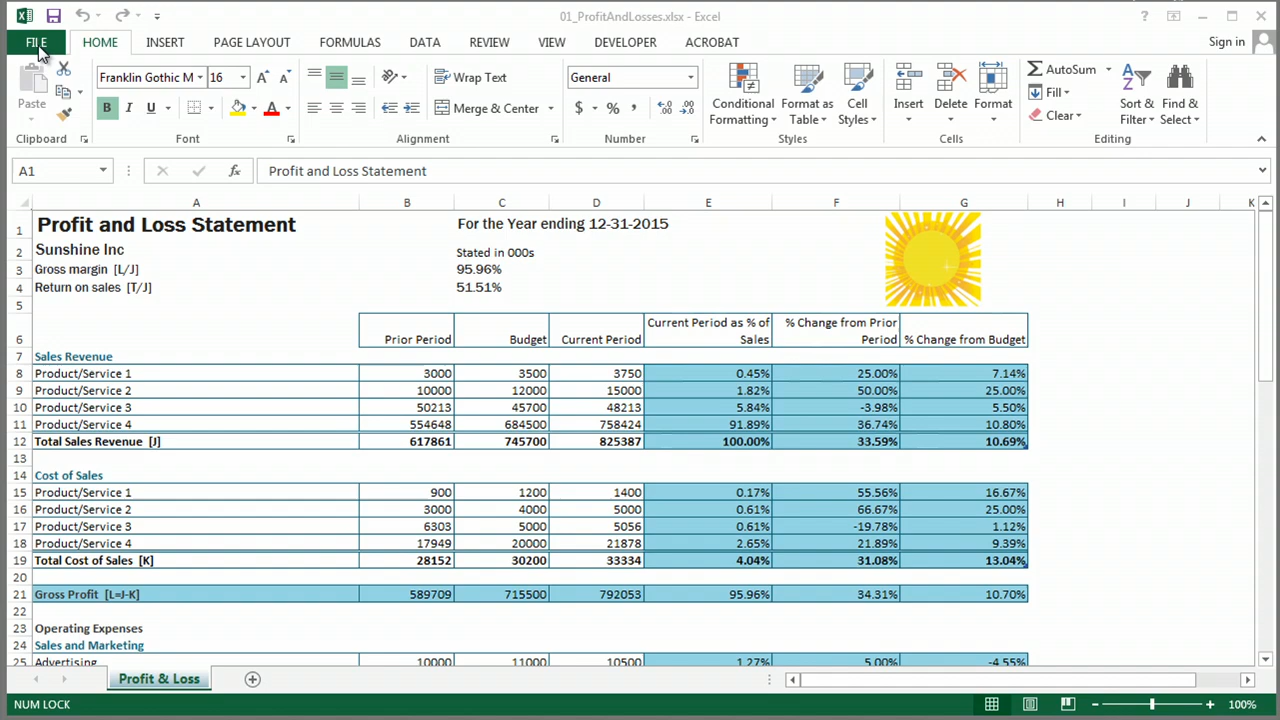 01_ProfitAndLosses.xlsx - Excel
FILE HOME INSERT PAGE LAYOUT FORMULAS DATA REVIEW VIEW DEVELOPER ACROBAT Sign in
Franklin Gothic M 16 Wrap Text General AutoSum
Paste Merge & Center Conditional Formatting Format as Table Cell Styles Insert Delete Format Fill Clear Sort & Filter Find & Select
Clipboard Font Alignment Number Styles Cells Editing
A1 fx Profit and Loss Statement
A B C D E F G H I J K
1 Profit and Loss Statement For the Year ending 12-31-2015
2 Sunshine Inc Stated in 000s
3 Gross margin [L/J] 95.96%
4 Return on sales [T/J] 51.51%
5
6 Prior Period Budget Current Period Current Period as % of Sales % Change from Prior Period % Change from Budget
7 Sales Revenue
8 Product/Service 1 3000 3500 3750 0.45% 25.00% 7.14%
9 Product/Service 2 10000 12000 15000 1.82% 50.00% 25.00%
10 Product/Service 3 50213 45700 48213 5.84% -3.98% 5.50%
11 Product/Service 4 554648 684500 758424 91.89% 36.74% 10.80%
12 Total Sales Revenue [J] 617861 745700 825387 100.00% 33.59% 10.69%
13
14 Cost of Sales
15 Product/Service 1 900 1200 1400 0.17% 55.56% 16.67%
16 Product/Service 2 3000 4000 5000 0.61% 66.67% 25.00%
17 Product/Service 3 6303 5000 5056 0.61% -19.78% 1.12%
18 Product/Service 4 17949 20000 21878 2.65% 21.89% 9.39%
19 Total Cost of Sales [K] 28152 30200 33334 4.04% 31.08% 13.04%
20
21 Gross Profit [L=J-K] 589709 715500 792053 95.96% 34.31% 10.70%
22
23 Operating Expenses
24 Sales and Marketing
25 Advertising 10000 11000 10500 1.27% 5.00% -4.55%
Profit & Loss
NUM LOCK 100%